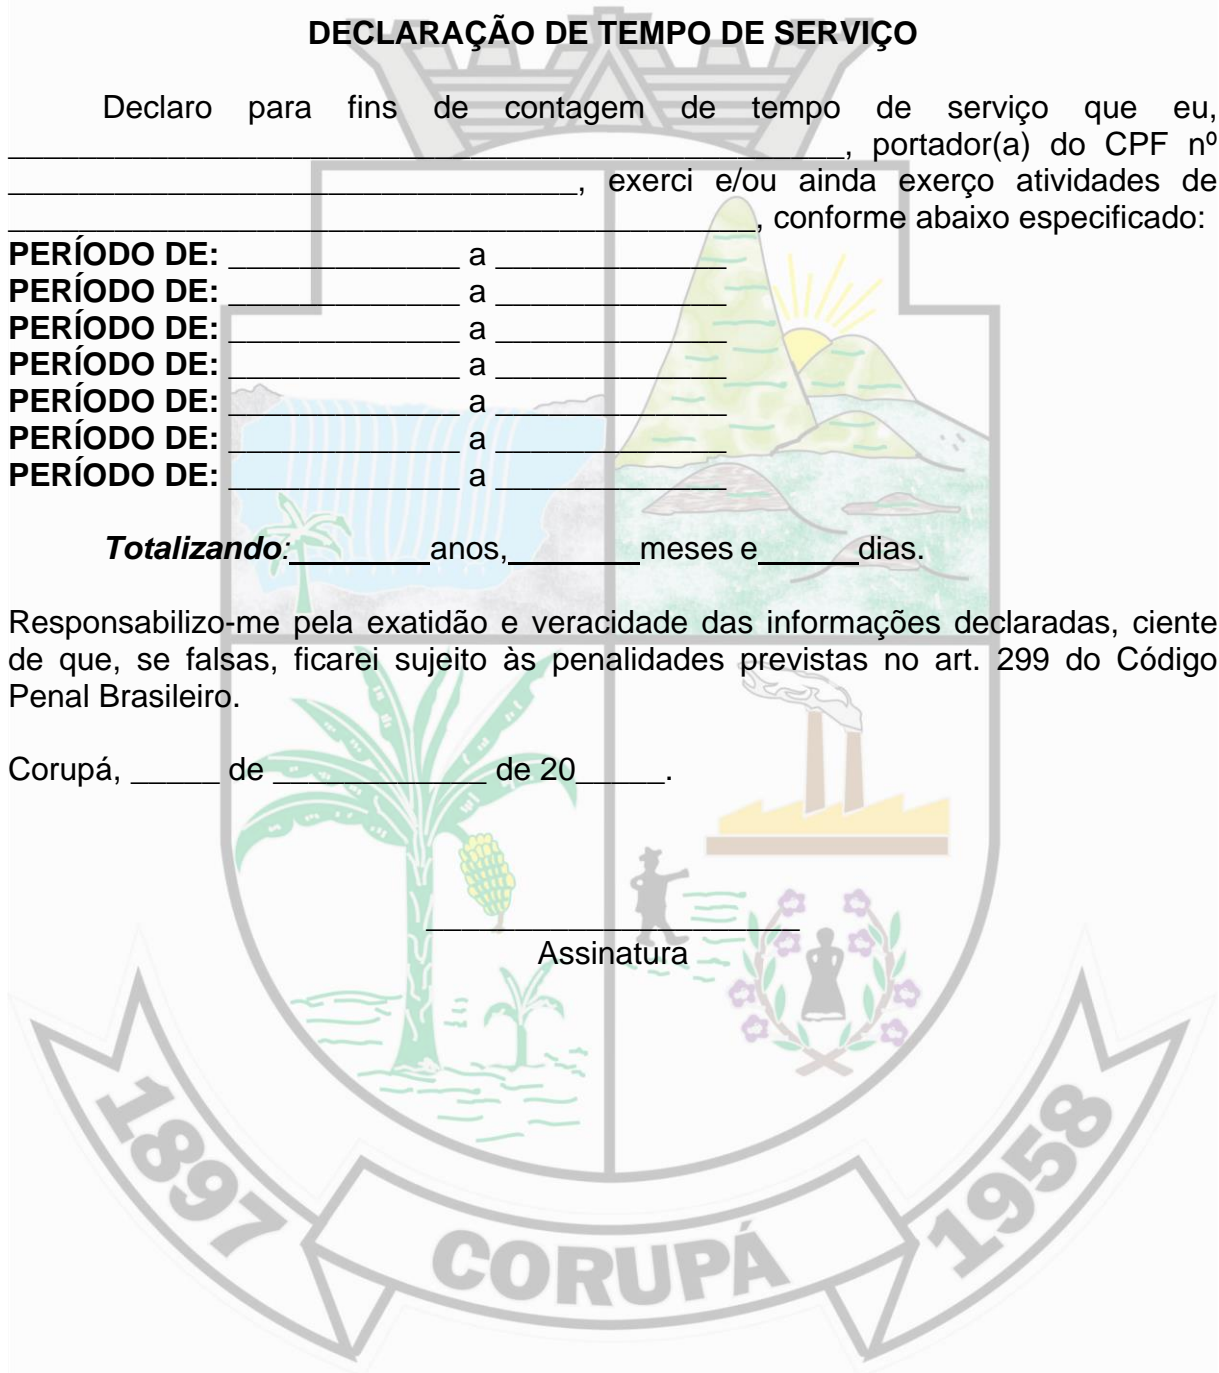 DECLARAÇÃO DE TEMPO DE SERVIÇO
Declaro para fins de contagem de tempo de serviço que eu,
_______________________________________________, portador(a) do CPF nº
________________________________, exerci e/ou ainda exerço atividades de
__________________________________________, conforme abaixo especificado:
PERÍODO DE: _____________ a _____________
PERÍODO DE: _____________ a _____________
PERÍODO DE: _____________ a _____________
PERÍODO DE: _____________ a _____________
PERÍODO DE: _____________ a _____________
PERÍODO DE: _____________ a _____________
PERÍODO DE: _____________ a _____________
Totalizando:________anos,________meses e______dias.
Responsabilizo-me pela exatidão e veracidade das informações declaradas, ciente
de que, se falsas, ficarei sujeito às penalidades previstas no art. 299 do Código
Penal Brasileiro.
Corupá, _____ de ____________ de 20_____.
_____________________
Assinatura
1897
CORUPÁ
1958